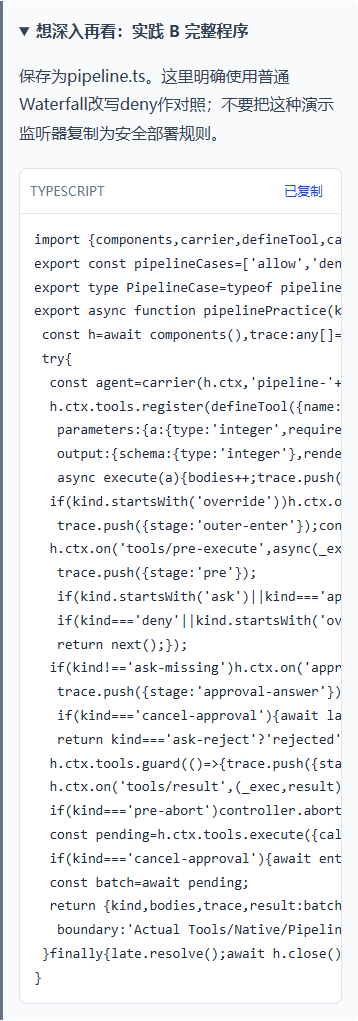 ▼ 想深入再看：实践 B 完整程序
保存为pipeline.ts。这里明确使用普通
Waterfall改写deny作对照；不要把这种演示
监听器复制为安全部署规则。
TYPESCRIPT
已复制
import {components,carrier,defineTool,ca
export const pipelineCases=['allow','den
export type PipelineCase=typeof pipeline
export async function pipelinePractice(k
const h=await components(),trace:any[]=
try{
const agent=carrier(h.ctx,'pipeline-'+
h.ctx.tools.register(defineTool({name:
parameters:{a:{type:'integer',require
output:{schema:{type:'integer'},rende
async execute(a){bodies++;trace.push(
if(kind.startsWith('override'))h.ctx.o
trace.push({stage:'outer-enter'});con
h.ctx.on('tools/pre-execute',async(_ex
trace.push({stage:'pre'});
if(kind.startsWith('ask')||kind==='ap
if(kind==='deny'||kind.startsWith('ov
return next();});
if(kind!=='ask-missing')h.ctx.on('appr
trace.push({stage:'approval-answer'})
if(kind==='cancel-approval'){await la
return kind==='ask-reject'?'rejected'
h.ctx.tools.guard(()=>{trace.push({sta
h.ctx.on('tools/result',(_exec,result)
if(kind==='pre-abort')controller.abort
const pending=h.ctx.tools.execute({cal
if(kind==='cancel-approval'){await ent
const batch=await pending;
return {kind,bodies,trace,result:batch
boundary:'Actual Tools/Native/Pipelin
}finally{late.resolve();await h.close()
}